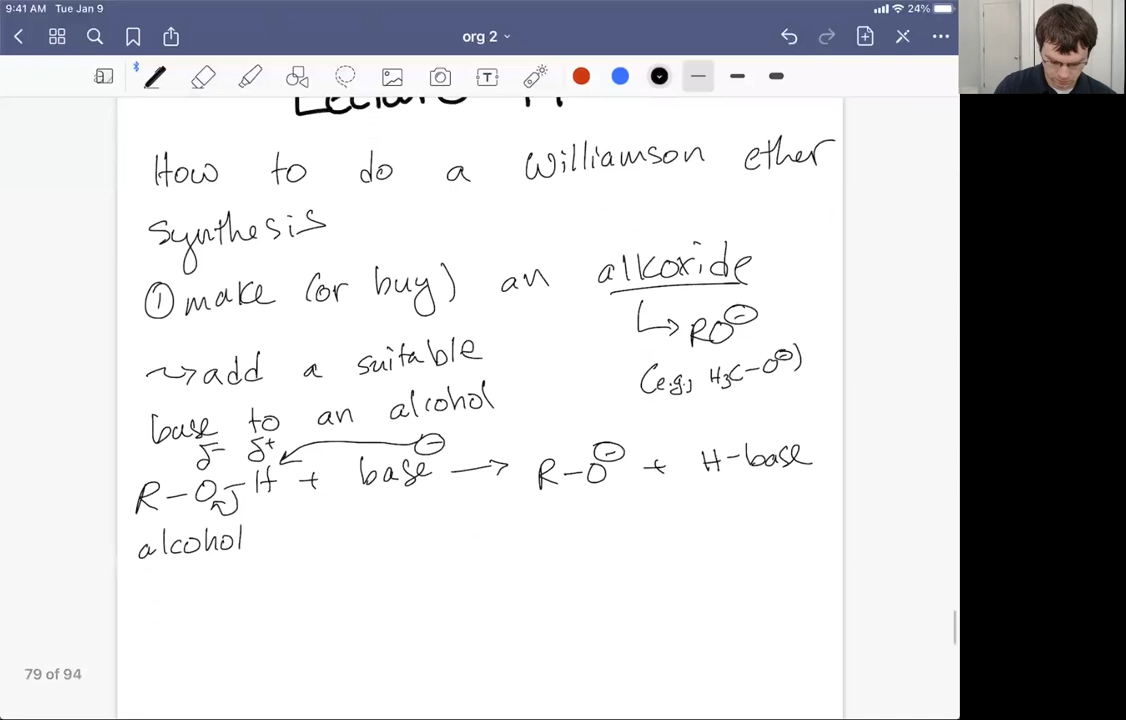 9:41 AM Tue Jan 9
24%
org 2
Lecture
How to do a Williamson ether
synthesis
① make (or buy) an alkoxide
↳ RO⊖
(e.g., H₃C-O⊖)
⇝ add a suitable
base to an alcohol
δ- δ+ ⊖
R-O-H + base → R-O⊖ + H-base
alcohol
79 of 94